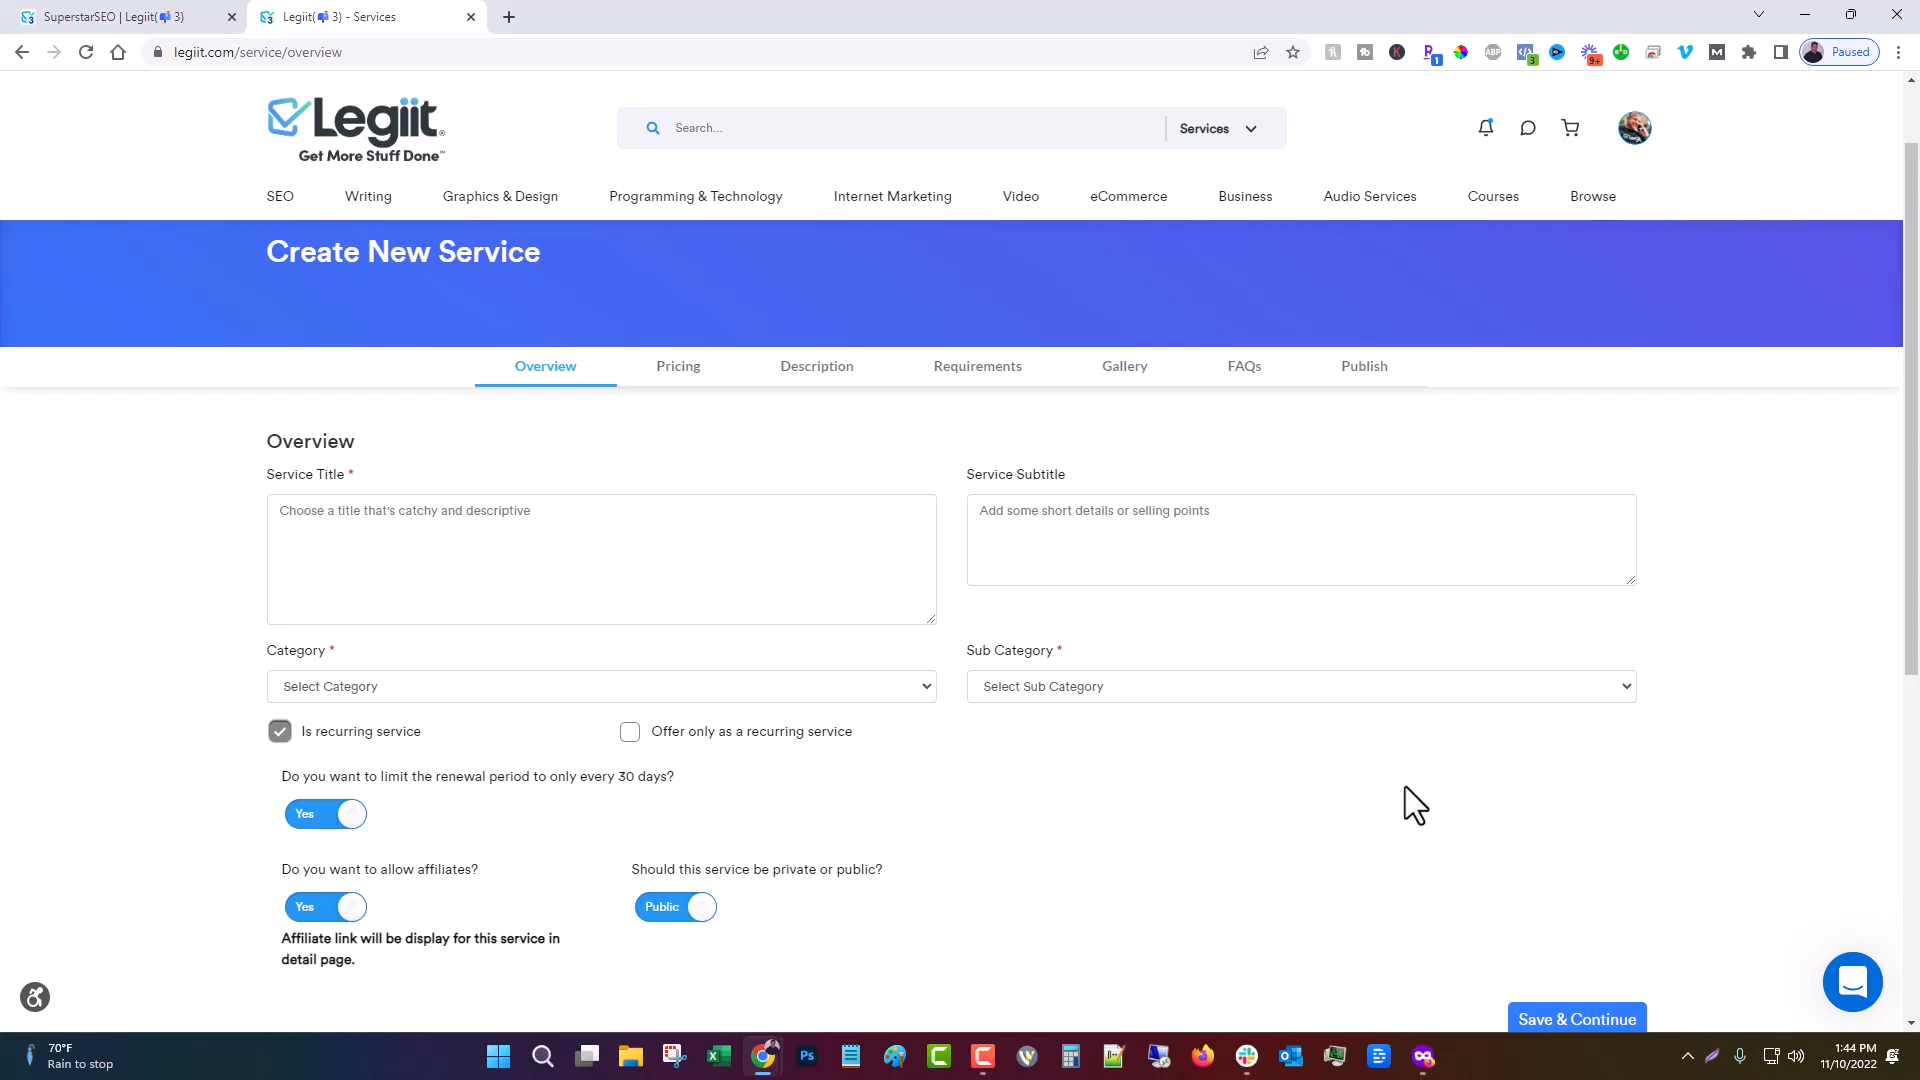 SuperstarSEO | Legiit(📬 3)
Legiit(📬 3) - Services
legiit.com/service/overview
Paused
Legiit
Get More Stuff Done™
Search...
Services
SEO Writing Graphics & Design Programming & Technology Internet Marketing Video eCommerce Business Audio Services Courses Browse
Create New Service
Overview Pricing Description Requirements Gallery FAQs Publish
Overview
Service Title *
Service Subtitle
Choose a title that's catchy and descriptive
Add some short details or selling points
Category *
Sub Category *
Select Category
Select Sub Category
Is recurring service
Offer only as a recurring service
Do you want to limit the renewal period to only every 30 days?
Yes
Do you want to allow affiliates?
Should this service be private or public?
Yes
Public
Affiliate link will be display for this service in
detail page.
Save & Continue
70°F
Rain to stop
1:44 PM
11/10/2022